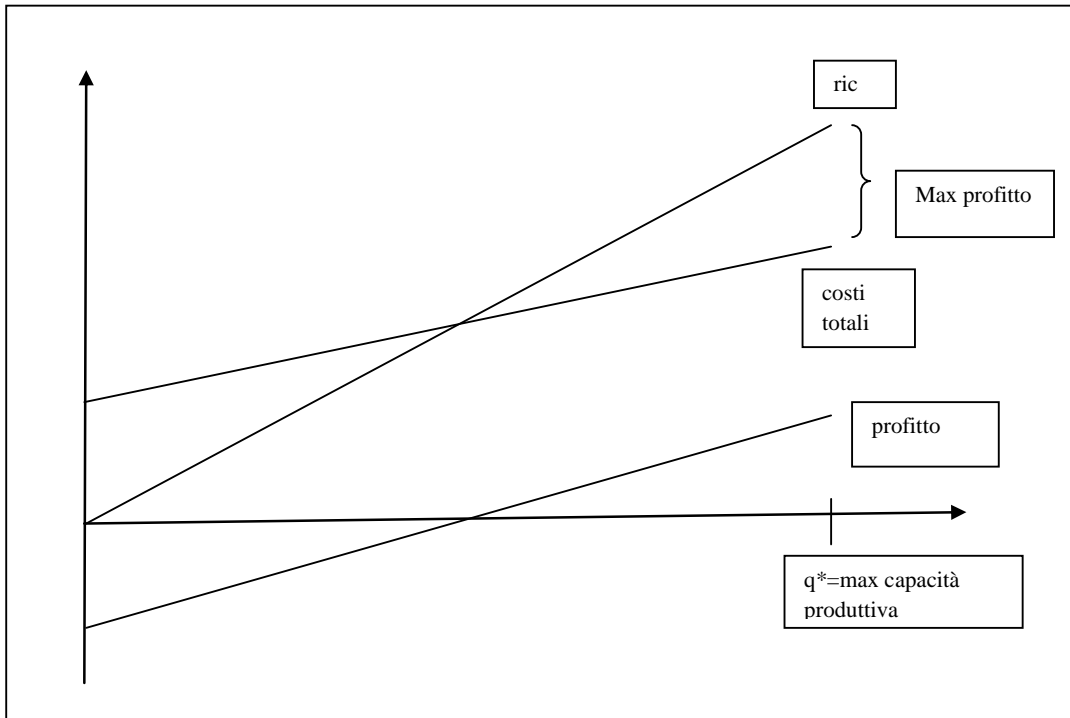 ric
Max profitto
costi
totali
profitto
q*=max capacità
produttiva